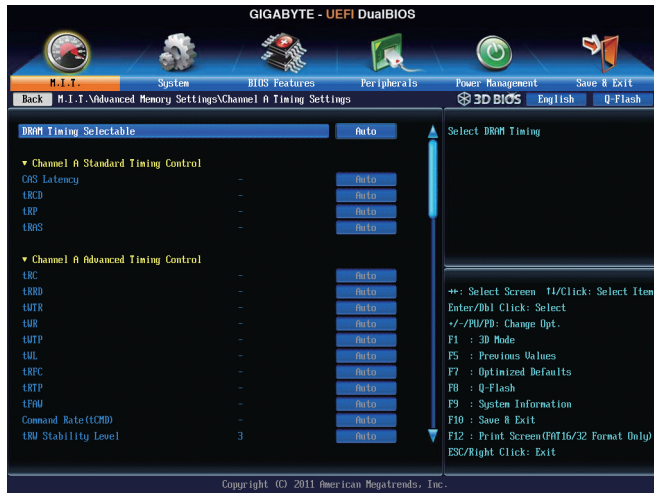 GIGABYTE - UEFI DualBIOS
M.I.T.
System
BIOS Features
Peripherals
Power Management
Save & Exit
Back M.I.T.\Advanced Memory Settings\Channel A Timing Settings
3D BIOS English Q-Flash
DRAM Timing Selectable Auto
▼ Channel A Standard Timing Control
CAS Latency - Auto
tRCD - Auto
tRP - Auto
tRAS - Auto
▼ Channel A Advanced Timing Control
tRC - Auto
tRRD - Auto
tWTR - Auto
tWR - Auto
tWTP - Auto
tWL - Auto
tRFC - Auto
tRTP - Auto
tFAW - Auto
Command Rate(tCMD) - Auto
tRW Stability Level 3 Auto
Select DRAM Timing
→←: Select Screen ↑↓/Click: Select Item
Enter/Dbl Click: Select
+/-/PU/PD: Change Opt.
F1 : 3D Mode
F5 : Previous Values
F7 : Optimized Defaults
F8 : Q-Flash
F9 : System Information
F10 : Save & Exit
F12 : Print Screen(FAT16/32 Format Only)
ESC/Right Click: Exit
Copyright (C) 2011 American Megatrends, Inc.